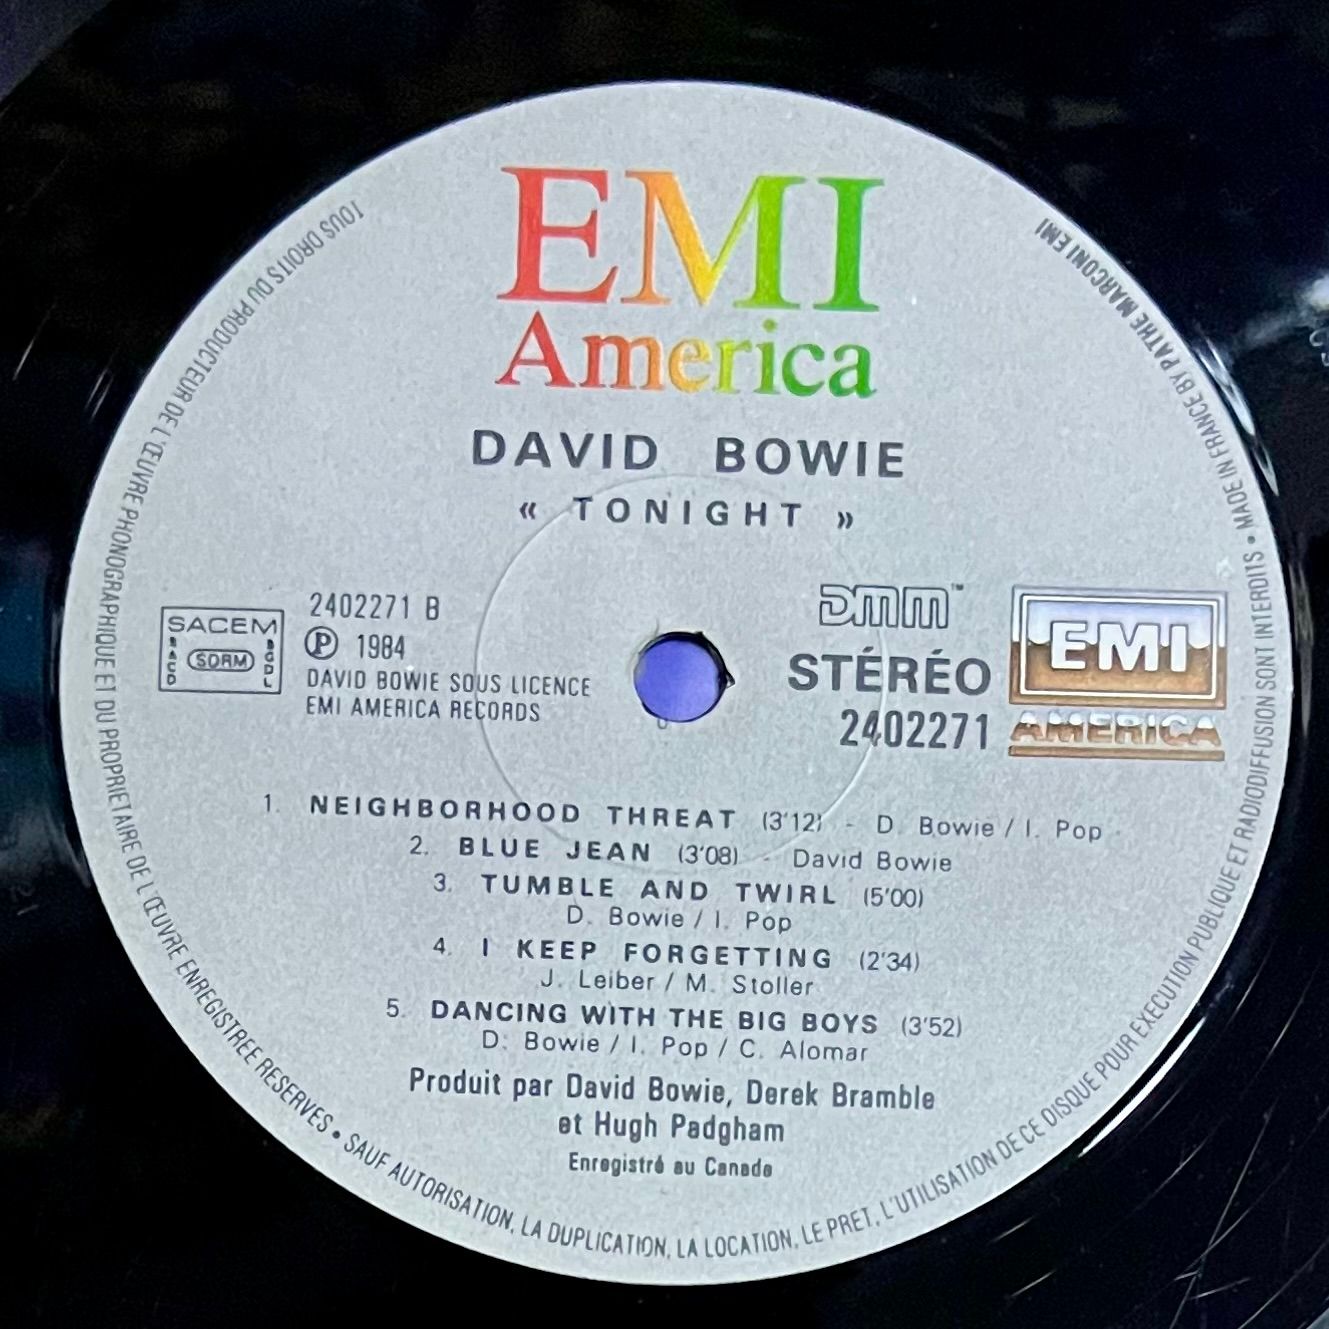 EMI
America
DAVID BOWIE
« TONIGHT »
SACEM
SACD
SDRM
SGDL
2402271 B
Ⓟ 1984
DAVID BOWIE SOUS LICENCE
EMI AMERICA RECORDS
DMM™
STÉRÉO
2402271
EMI
AMERICA
1. NEIGHBORHOOD THREAT (3'12) - D. Bowie / I. Pop
2. BLUE JEAN (3'08) - David Bowie
3. TUMBLE AND TWIRL (5'00)
D. Bowie / I. Pop
4. I KEEP FORGETTING (2'34)
J. Leiber / M. Stoller
5. DANCING WITH THE BIG BOYS (3'52)
D. Bowie / I. Pop / C. Alomar
Produit par David Bowie, Derek Bramble
et Hugh Padgham
Enregistré au Canada
TOUS DROITS DU PRODUCTEUR DE L'ŒUVRE PHONOGRAPHIQUE ET DU PROPRIETAIRE DE L'ŒUVRE ENREGISTREE RESERVES • SAUF AUTORISATION, LA DUPLICATION, LA LOCATION, LE PRET, L'UTILISATION DE CE DISQUE POUR EXECUTION PUBLIQUE ET RADIODIFFUSION SONT INTERDITS • MADE IN FRANCE BY PATHE MARCONI EMI